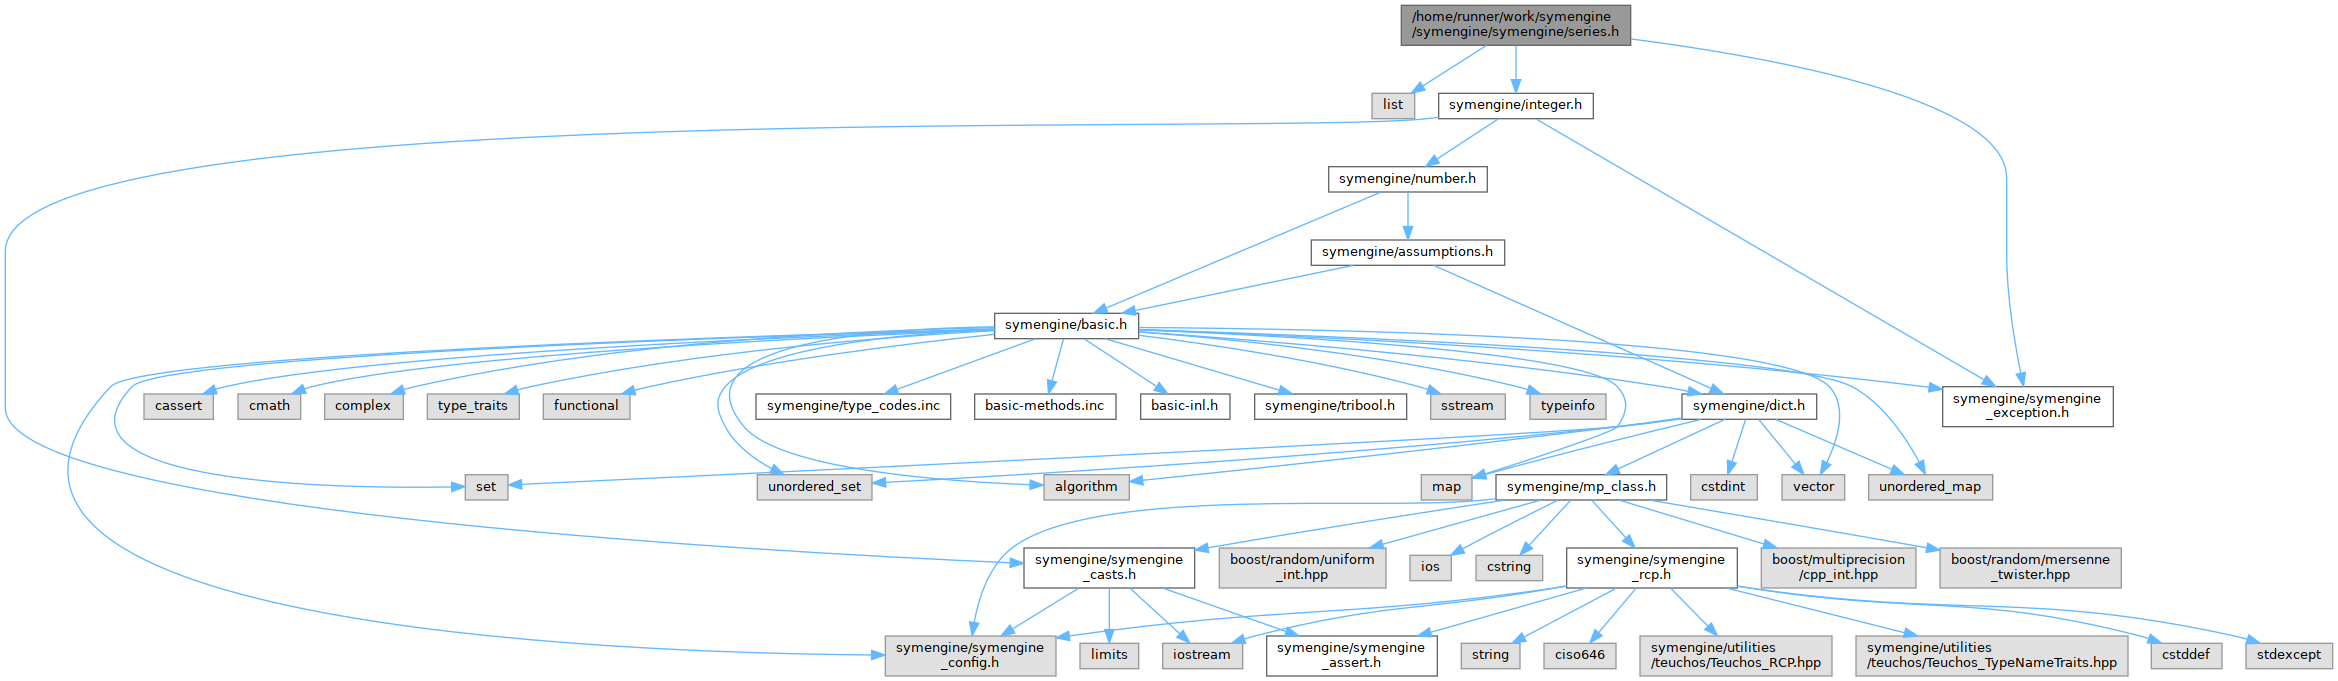 /home/runner/work/symengine
/symengine/symengine/series.h
list
symengine/integer.h
symengine/number.h
symengine/assumptions.h
symengine/basic.h
cassert
cmath
complex
type_traits
functional
symengine/type_codes.inc
basic-methods.inc
basic-inl.h
symengine/tribool.h
sstream
typeinfo
symengine/dict.h
symengine/symengine
_exception.h
set
unordered_set
algorithm
map
symengine/mp_class.h
cstdint
vector
unordered_map
symengine/symengine
_casts.h
boost/random/uniform
_int.hpp
ios
cstring
symengine/symengine
_rcp.h
boost/multiprecision
/cpp_int.hpp
boost/random/mersenne
_twister.hpp
symengine/symengine
_config.h
limits
iostream
symengine/symengine
_assert.h
string
ciso646
symengine/utilities
/teuchos/Teuchos_RCP.hpp
symengine/utilities
/teuchos/Teuchos_TypeNameTraits.hpp
cstddef
stdexcept